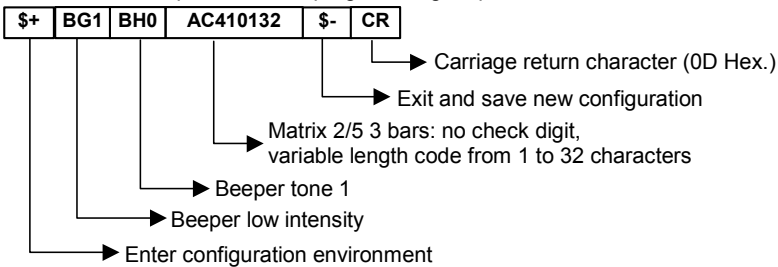 $+ BG1 BH0 AC410132 $- CR
Carriage return character (0D Hex.)
Exit and save new configuration
Matrix 2/5 3 bars: no check digit,
variable length code from 1 to 32 characters
Beeper tone 1
Beeper low intensity
Enter configuration environment